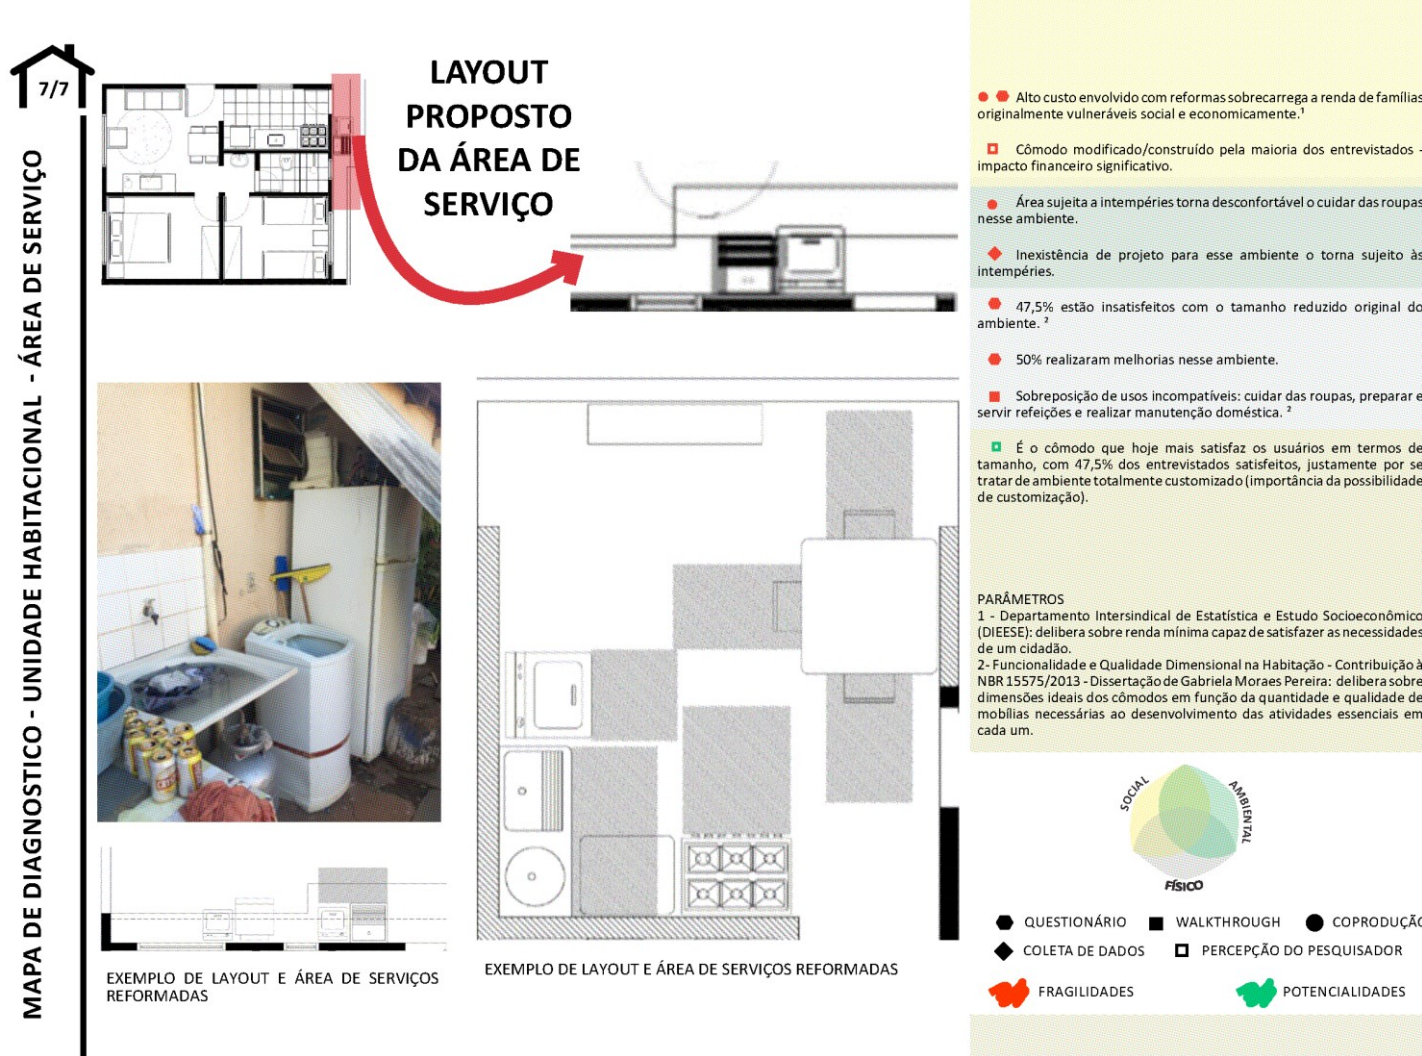 7/7
MAPA DE DIAGNOSTICO - UNIDADE HABITACIONAL - ÁREA DE SERVIÇO
LAYOUT
PROPOSTO
DA ÁREA DE
SERVIÇO
EXEMPLO DE LAYOUT E ÁREA DE SERVIÇOS
REFORMADAS
EXEMPLO DE LAYOUT E ÁREA DE SERVIÇOS REFORMADAS
Alto custo envolvido com reformas sobrecarrega a renda de famílias
originalmente vulneráveis social e economicamente.¹
Cômodo modificado/construído pela maioria dos entrevistados -
impacto financeiro significativo.
Área sujeita a intempéries torna desconfortável o cuidar das roupas
nesse ambiente.
Inexistência de projeto para esse ambiente o torna sujeito às
intempéries.
47,5% estão insatisfeitos com o tamanho reduzido original do
ambiente. ²
50% realizaram melhorias nesse ambiente.
Sobreposição de usos incompatíveis: cuidar das roupas, preparar e
servir refeições e realizar manutenção doméstica. ²
É o cômodo que hoje mais satisfaz os usuários em termos de
tamanho, com 47,5% dos entrevistados satisfeitos, justamente por se
tratar de ambiente totalmente customizado (importância da possibilidade
de customização).
PARÂMETROS
1 - Departamento Intersindical de Estatística e Estudo Socioeconômico
(DIEESE): delibera sobre renda mínima capaz de satisfazer as necessidades
de um cidadão.
2- Funcionalidade e Qualidade Dimensional na Habitação - Contribuição à
NBR 15575/2013 - Dissertação de Gabriela Moraes Pereira: delibera sobre
dimensões ideais dos cômodos em função da quantidade e qualidade de
mobílias necessárias ao desenvolvimento das atividades essenciais em
cada um.
SOCIAL
AMBIENTAL
FÍSICO
QUESTIONÁRIO WALKTHROUGH COPRODUÇÃO
COLETA DE DADOS PERCEPÇÃO DO PESQUISADOR
FRAGILIDADES POTENCIALIDADES